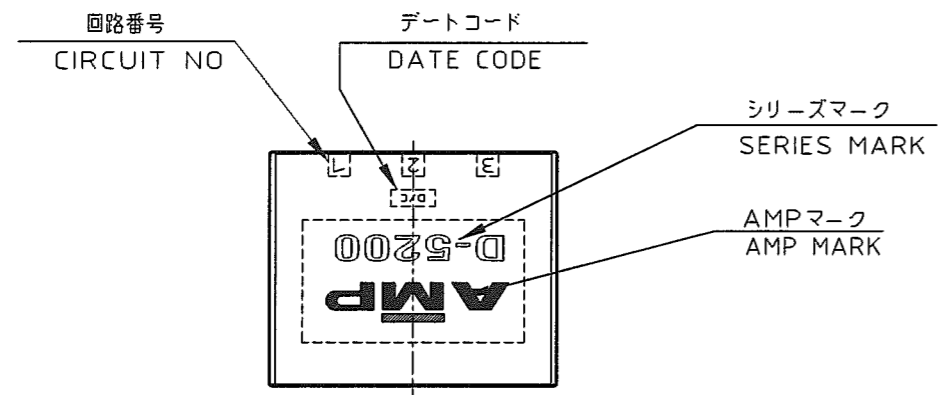 回路番号
CIRCUIT NO
デートコード
DATE CODE
シリーズマーク
SERIES MARK
AMPマーク
AMP MARK
1 2 3
D/C
D-5200
AMP